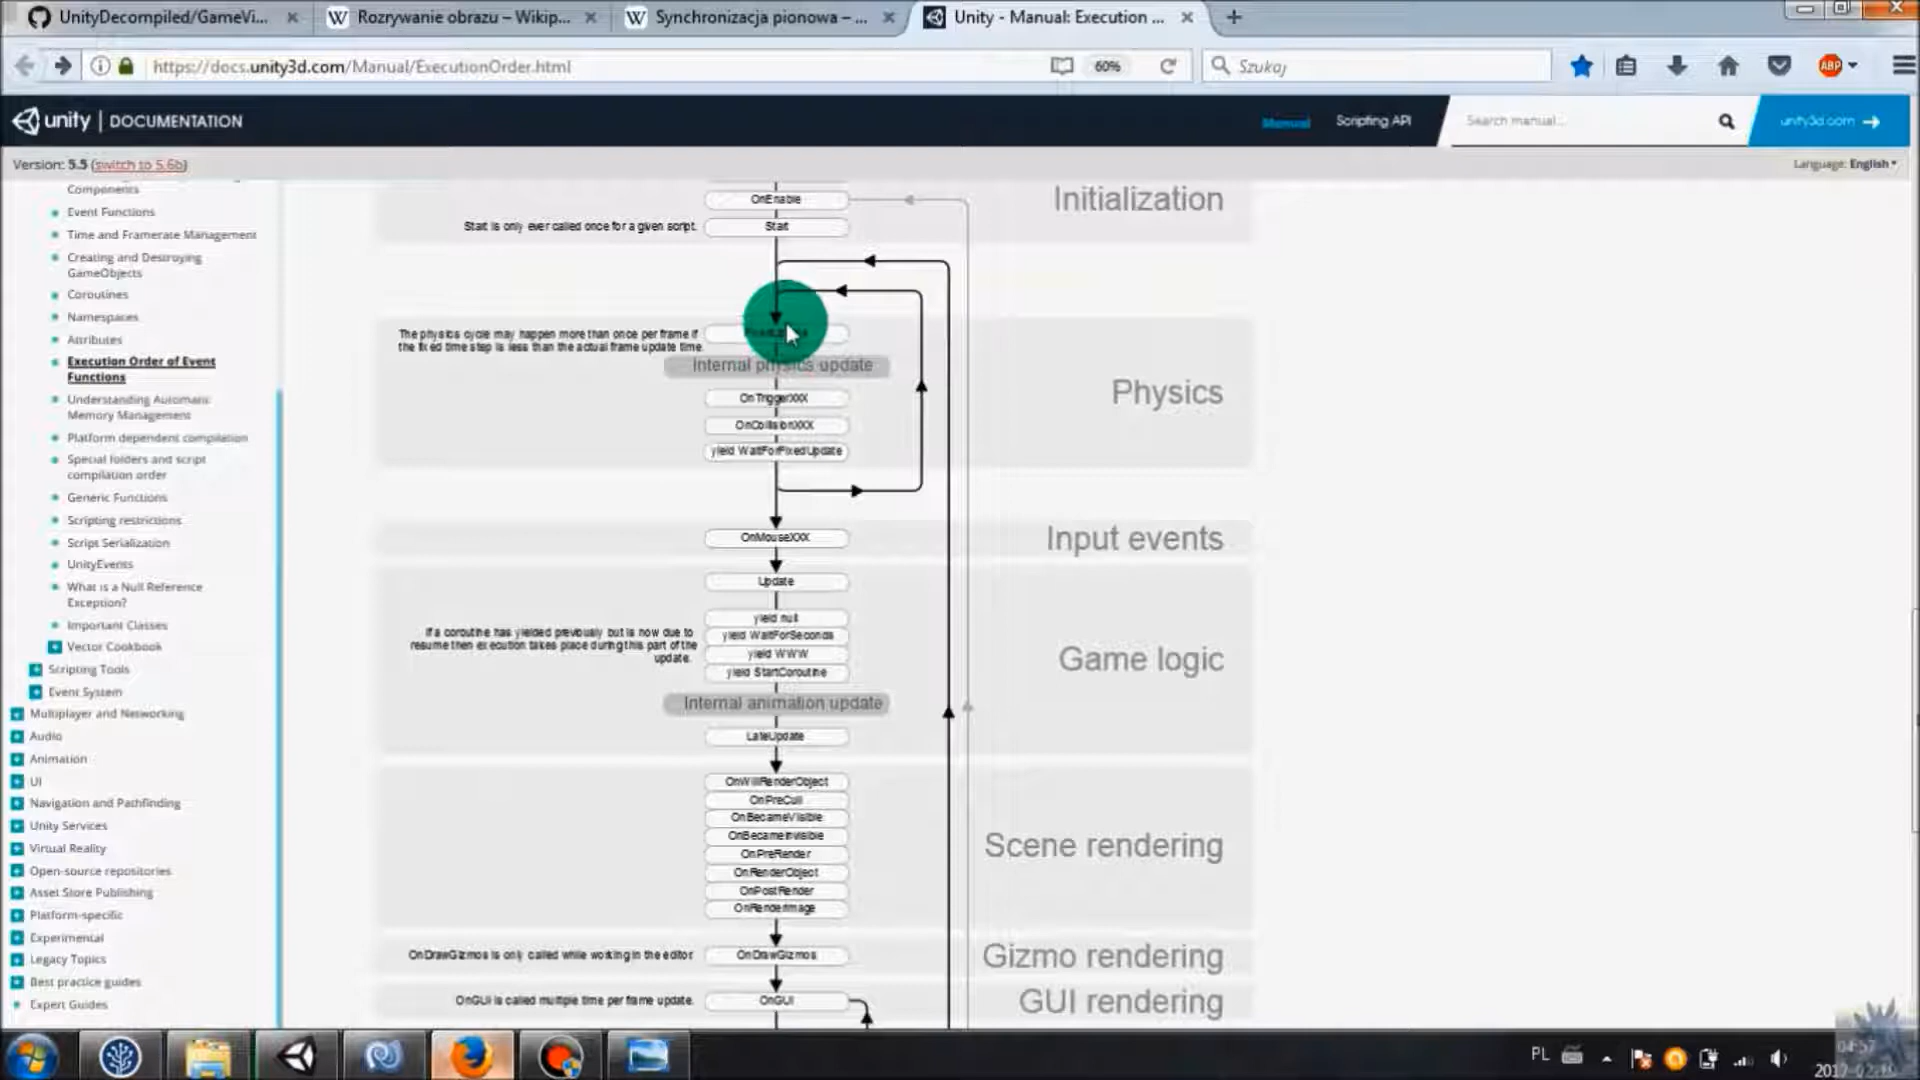 UnityDecompiled/GameVi...
Rozrywanie obrazu – Wikip...
Synchronizacja pionowa – ...
Unity - Manual: Execution ...
https://docs.unity3d.com/Manual/ExecutionOrder.html
60%
Szukaj
ABP
unity | DOCUMENTATION
Manual
Scripting API
Search manual...
unity3d.com
Version: 5.5 (switch to 5.6b)
Language: English
Components
Event Functions
Time and Framerate Management
Creating and Destroying
GameObjects
Coroutines
Namespaces
Attributes
Execution Order of Event
Functions
Understanding Automatic
Memory Management
Platform dependent compilation
Special folders and script
compilation order
Generic Functions
Scripting restrictions
Script Serialization
UnityEvents
What is a Null Reference
Exception?
Important Classes
Vector Cookbook
Scripting Tools
Event System
Multiplayer and Networking
Audio
Animation
UI
Navigation and Pathfinding
Unity Services
Virtual Reality
Open-source repositories
Asset Store Publishing
Platform-specific
Experimental
Legacy Topics
Best practice guides
Expert Guides
OnEnable
Initialization
Start is only ever called once for a given script.
Start
The physics cycle may happen more than once per frame if
the fixed time step is less than the actual frame update time.
Internal physics update
OnTriggerXXX
Physics
OnCollisionXXX
yield WaitForFixedUpdate
OnMouseXXX
Input events
Update
yield null
If a coroutine has yielded previously but is now due to
resume then execution takes place during this part of the
update.
yield WaitForSeconds
yield WWW
yield StartCoroutine
Game logic
Internal animation update
LateUpdate
OnWillRenderObject
OnPreCull
OnBecameVisible
OnBecameInvisible
OnPreRender
OnRenderObject
OnPostRender
OnRenderImage
Scene rendering
OnDrawGizmos is only called while working in the editor.
OnDrawGizmos
Gizmo rendering
OnGUI is called multiple time per frame update.
OnGUI
GUI rendering
PL
04:57